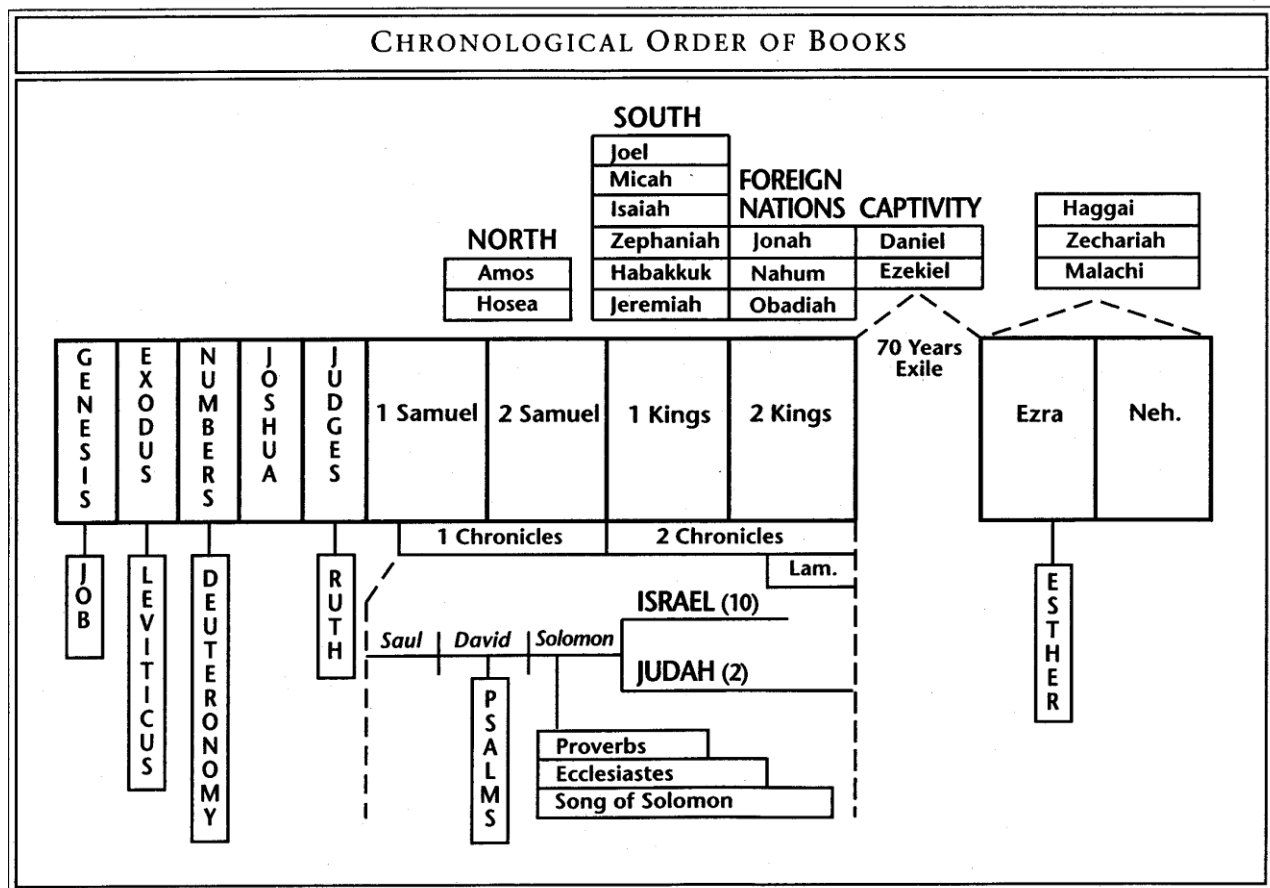 CHRONOLOGICAL ORDER OF BOOKS
SOUTH
Joel
Micah
Isaiah
Zephaniah
Habakkuk
Jeremiah
FOREIGN
NATIONS
Jonah
Nahum
Obadiah
CAPTIVITY
Daniel
Ezekiel
Haggai
Zechariah
Malachi
NORTH
Amos
Hosea
GENESIS
EXODUS
NUMBERS
JOSHUA
JUDGES
1 Samuel
2 Samuel
1 Kings
2 Kings
70 Years
Exile
Ezra
Neh.
1 Chronicles
2 Chronicles
Lam.
JOB
LEVITICUS
DEUTERONOMY
RUTH
ISRAEL (10)
Saul
David
Solomon
JUDAH (2)
PSALMS
Proverbs
Ecclesiastes
Song of Solomon
ESTHER